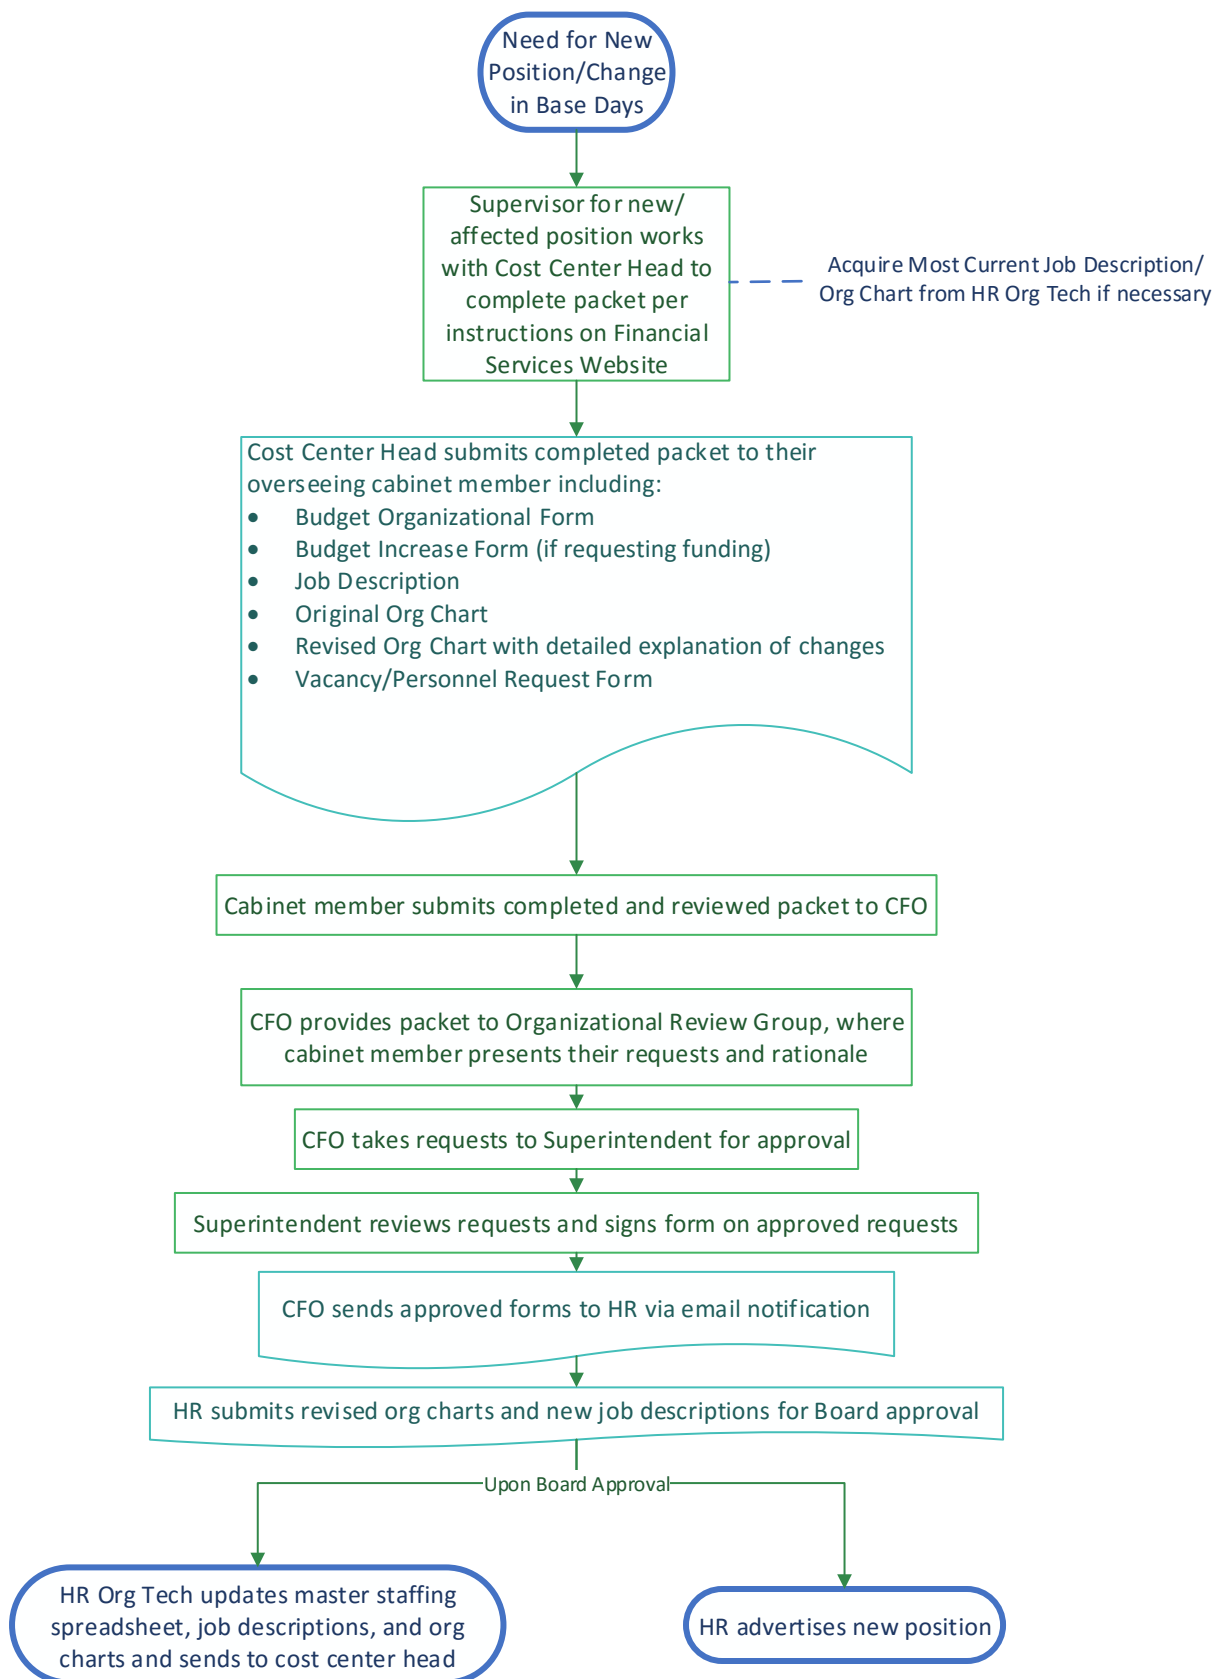 Need for New
Position/Change
in Base Days
Supervisor for new/
affected position works
with Cost Center Head to
complete packet per
instructions on Financial
Services Website
Acquire Most Current Job Description/
Org Chart from HR Org Tech if necessary
Cost Center Head submits completed packet to their
overseeing cabinet member including:
• Budget Organizational Form
• Budget Increase Form (if requesting funding)
• Job Description
• Original Org Chart
• Revised Org Chart with detailed explanation of changes
• Vacancy/Personnel Request Form
Cabinet member submits completed and reviewed packet to CFO
CFO provides packet to Organizational Review Group, where
cabinet member presents their requests and rationale
CFO takes requests to Superintendent for approval
Superintendent reviews requests and signs form on approved requests
CFO sends approved forms to HR via email notification
HR submits revised org charts and new job descriptions for Board approval
Upon Board Approval
HR Org Tech updates master staffing
spreadsheet, job descriptions, and org
charts and sends to cost center head
HR advertises new position